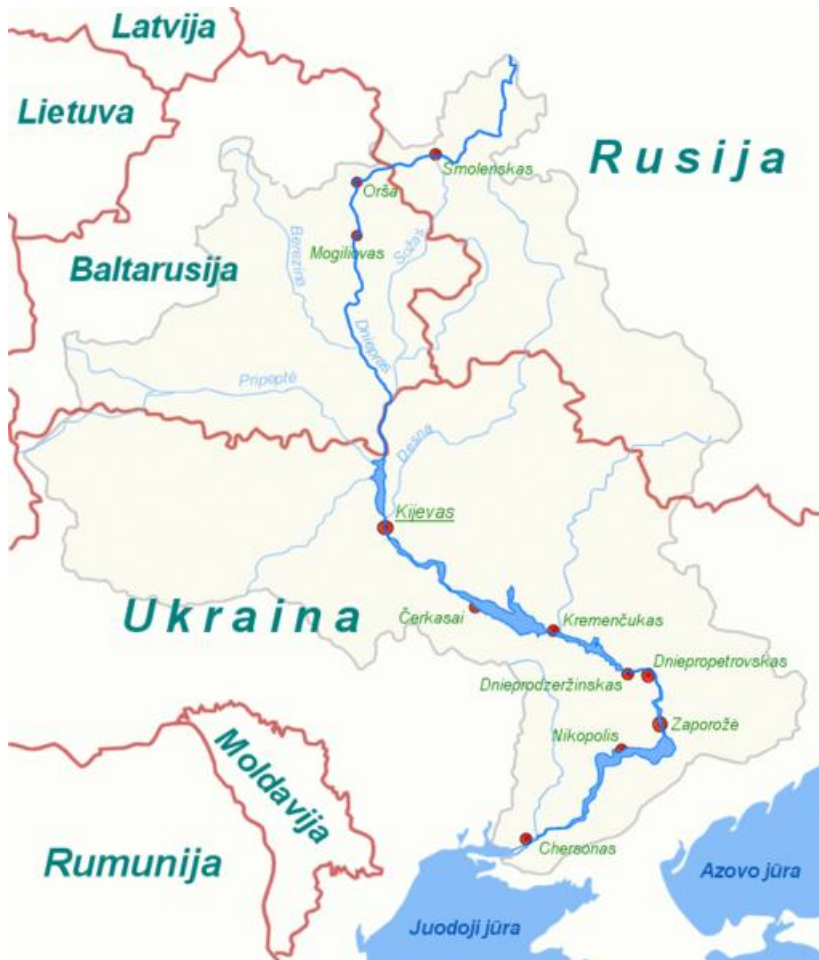 Latvija
Lietuva
Rusija
Smolenskas
Orša
Mogiliovas
Berezina
Sožas
Baltarusija
Dniepras
Pripeptė
Desna
Kijevas
Ukraina
Čerkasai
Kremenčukas
Dniepropetrovskas
Dnieprodzeržinskas
Zaporožė
Nikopolis
Moldavija
Chersonas
Rumunija
Azovo jūra
Juodoji jūra